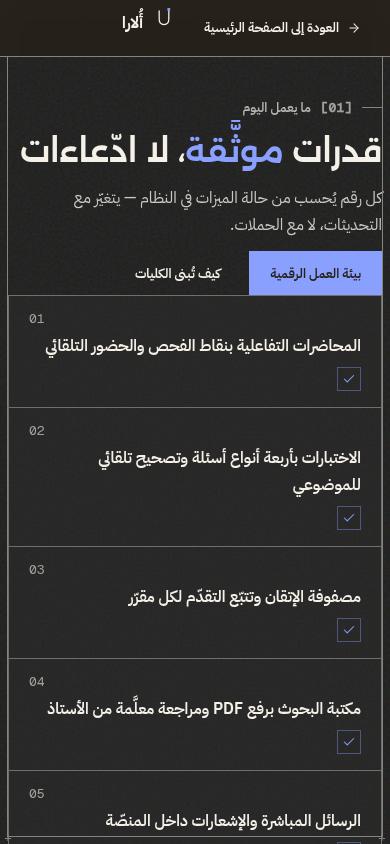 العودة إلى الصفحة الرئيسية
أُلارا
[01] ما يعمل اليوم
قدرات موثَّقة، لا ادّعاءات
كل رقم يُحسب من حالة الميزات في النظام — يتغيّر مع
التحديثات، لا مع الحملات.
بيئة العمل الرقمية
كيف تُبنى الكليات
01
المحاضرات التفاعلية بنقاط الفحص والحضور التلقائي
02
الاختبارات بأربعة أنواع أسئلة وتصحيح تلقائي
للموضوعي
03
مصفوفة الإتقان وتتبّع التقدّم لكل مقرّر
04
مكتبة البحوث برفع PDF ومراجعة معلَّمة من الأستاذ
05
الرسائل المباشرة والإشعارات داخل المنصّة